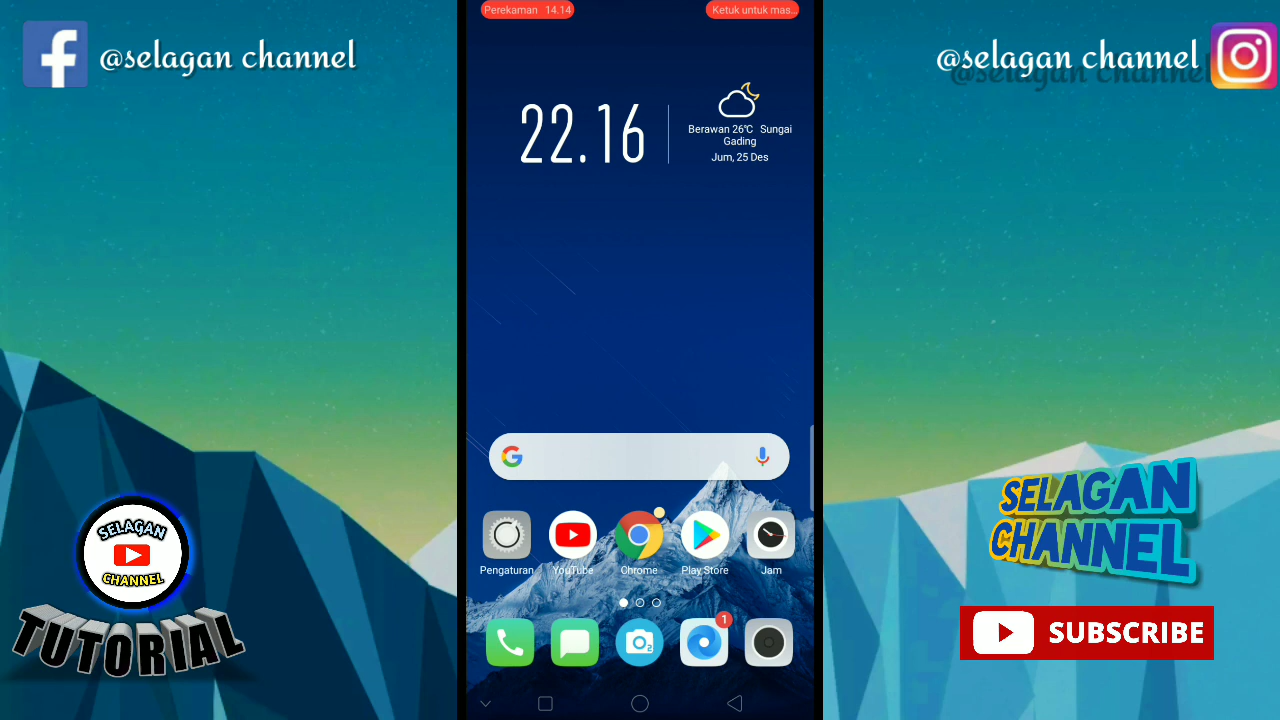 @selagan channel
Perekaman 14.14
Ketuk untuk mas...
@selagan channel
22.16
Berawan 26°C Sungai
Gading
Jum, 25 Des
Pengaturan
YouTube
Chrome
Play Store
Jam
1
SELAGAN
CHANNEL
TUTORIAL
SELAGAN
CHANNEL
SUBSCRIBE